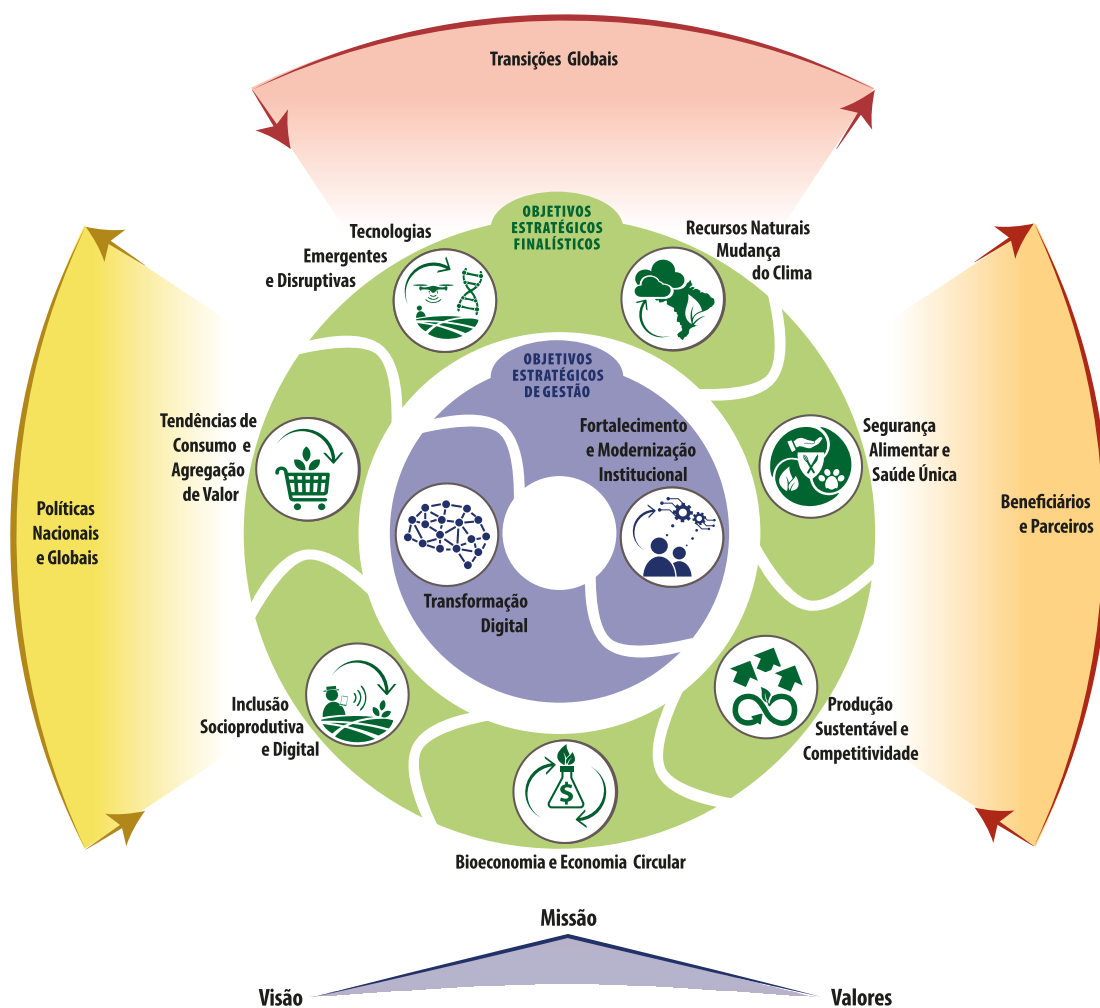 Transições Globais
OBJETIVOS
ESTRATÉGICOS
FINALÍSTICOS
Tecnologias
Emergentes
e Disruptivas
Recursos Naturais
Mudança
do Clima
OBJETIVOS
ESTRATÉGICOS
DE GESTÃO
Tendências de
Consumo e
Agregação
de Valor
Fortalecimento
e Modernização
Institucional
Segurança
Alimentar e
Saúde Única
Políticas
Nacionais
e Globais
Beneficiários
e Parceiros
Transformação
Digital
Inclusão
Socioprodutiva
e Digital
Produção
Sustentável e
Competitividade
$
Bioeconomia e Economia Circular
Missão
Visão
Valores